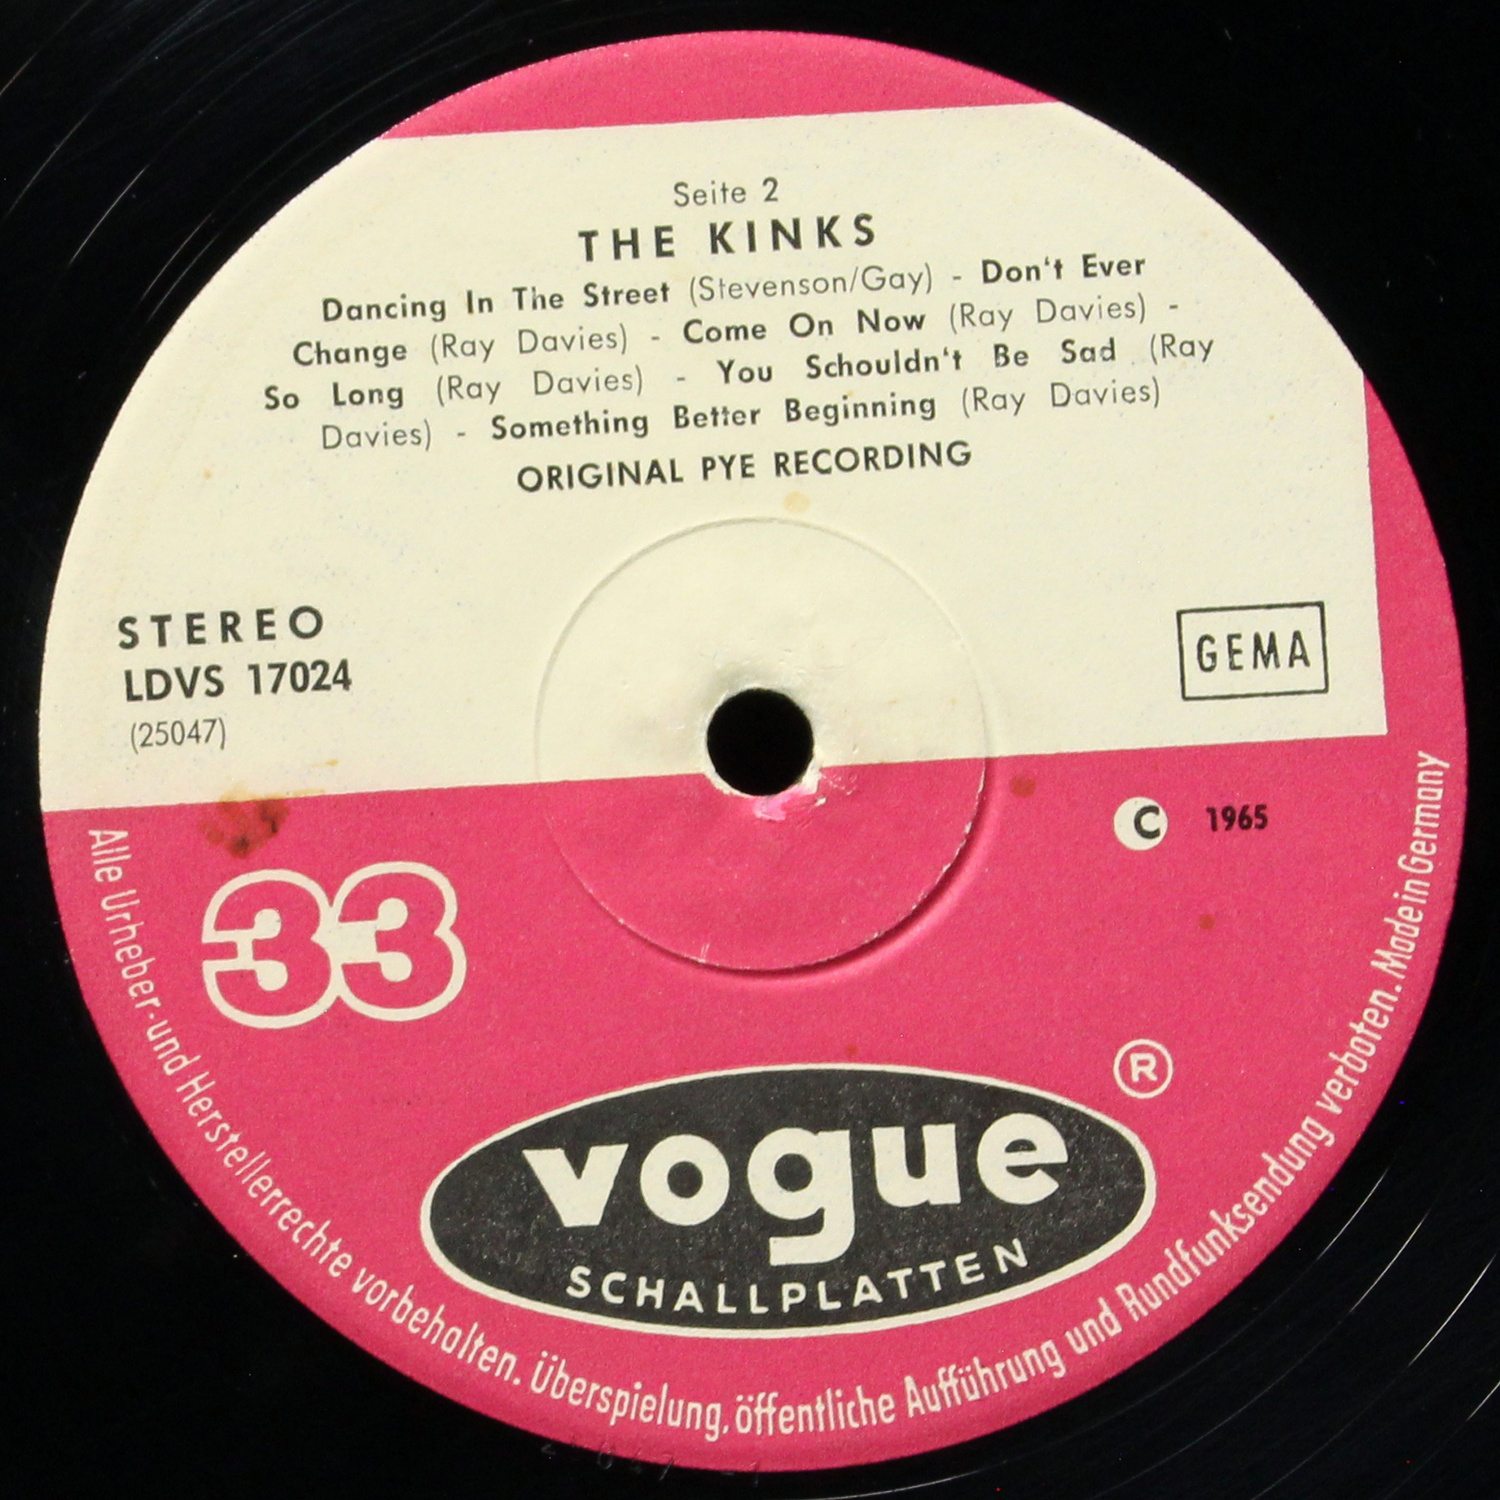 Seite 2
THE KINKS
Dancing In The Street (Stevenson/Gay) - Don't Ever
Change (Ray Davies) - Come On Now (Ray Davies) -
So Long (Ray Davies) - You Schouldn't Be Sad (Ray
Davies) - Something Better Beginning (Ray Davies)
ORIGINAL PYE RECORDING
STEREO
LDVS 17024
(25047)
GEMA
C 1965
33
®
vogue
SCHALLPLATTEN
Alle Urheber- und Herstellerrechte vorbehalten. Überspielung, öffentliche Aufführung und Rundfunksendung verboten. Made in Germany